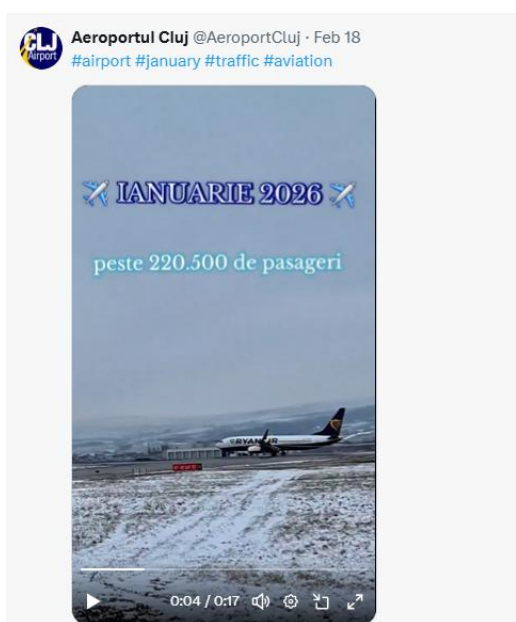 CLJ
Airport
Aeroportul Cluj @AeroportCluj · Feb 18
#airport #january #traffic #aviation
IANUARIE 2026
peste 220.500 de pasageri
RYANAIR
0:04 / 0:17